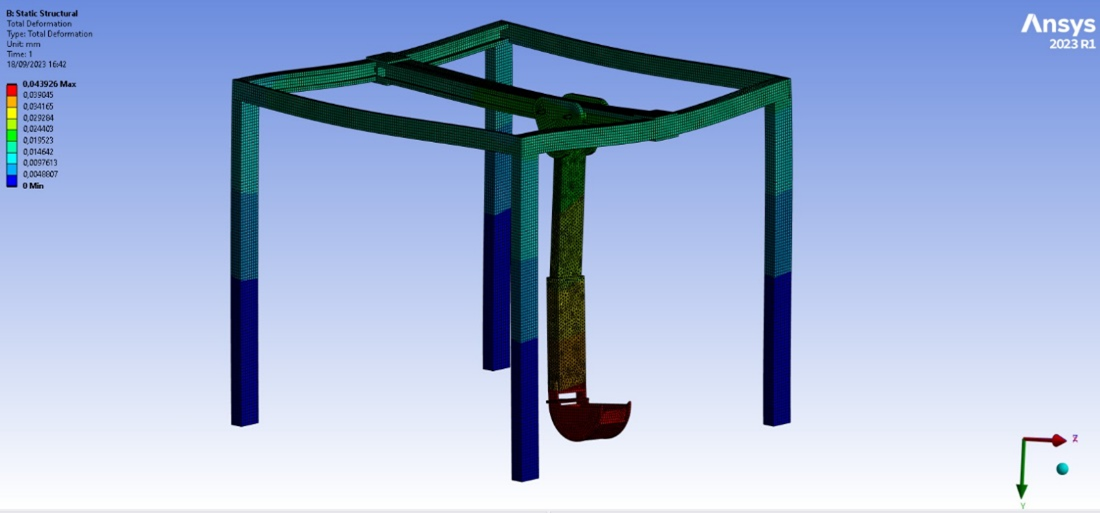 B: Static Structural
Total Deformation
Type: Total Deformation
Unit: mm
Time: 1
18/09/2023 16:42
0,043926 Max
0,039045
0,034165
0,029284
0,024403
0,019523
0,014642
0,0097613
0,0048807
0 Min
Ansys
2023 R1
Z
Y